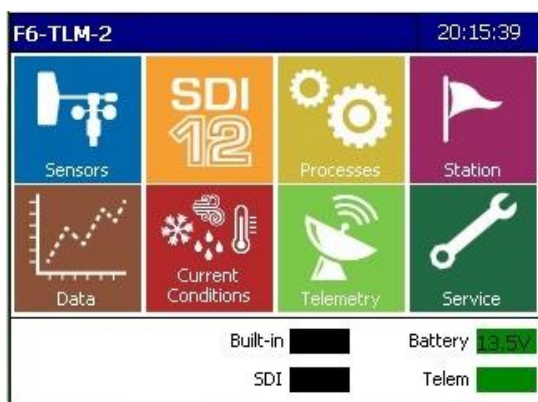 F6-TLM-2 20:15:39
SDI
12
Sensors Processes Station
Data Current
Conditions Telemetry Service
Built-in Battery 13.5V
SDI Telem